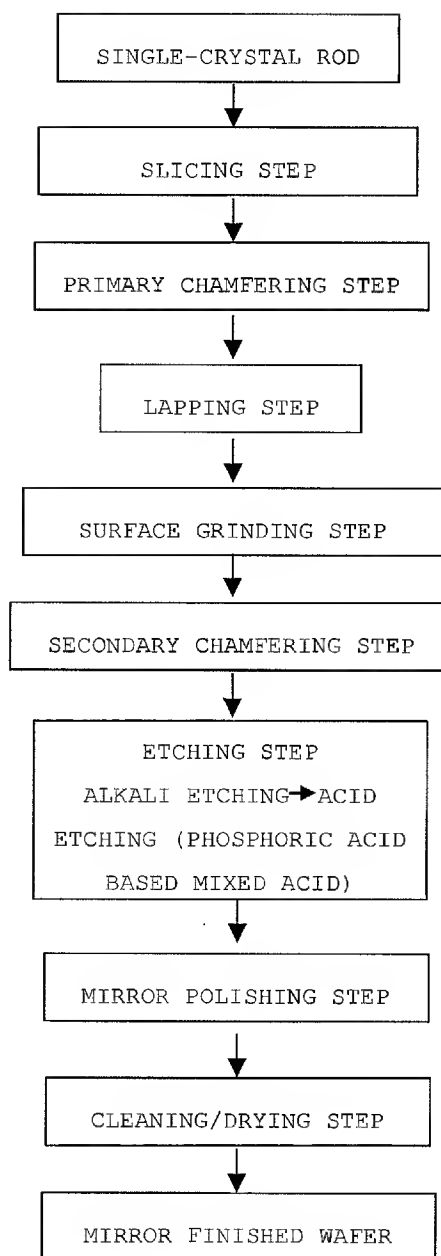 SINGLE-CRYSTAL ROD
SLICING STEP
PRIMARY CHAMFERING STEP
LAPPING STEP
SURFACE GRINDING STEP
SECONDARY CHAMFERING STEP
ETCHING STEP
ALKALI ETCHING→ACID
ETCHING (PHOSPHORIC ACID
BASED MIXED ACID)
MIRROR POLISHING STEP
CLEANING/DRYING STEP
MIRROR FINISHED WAFER